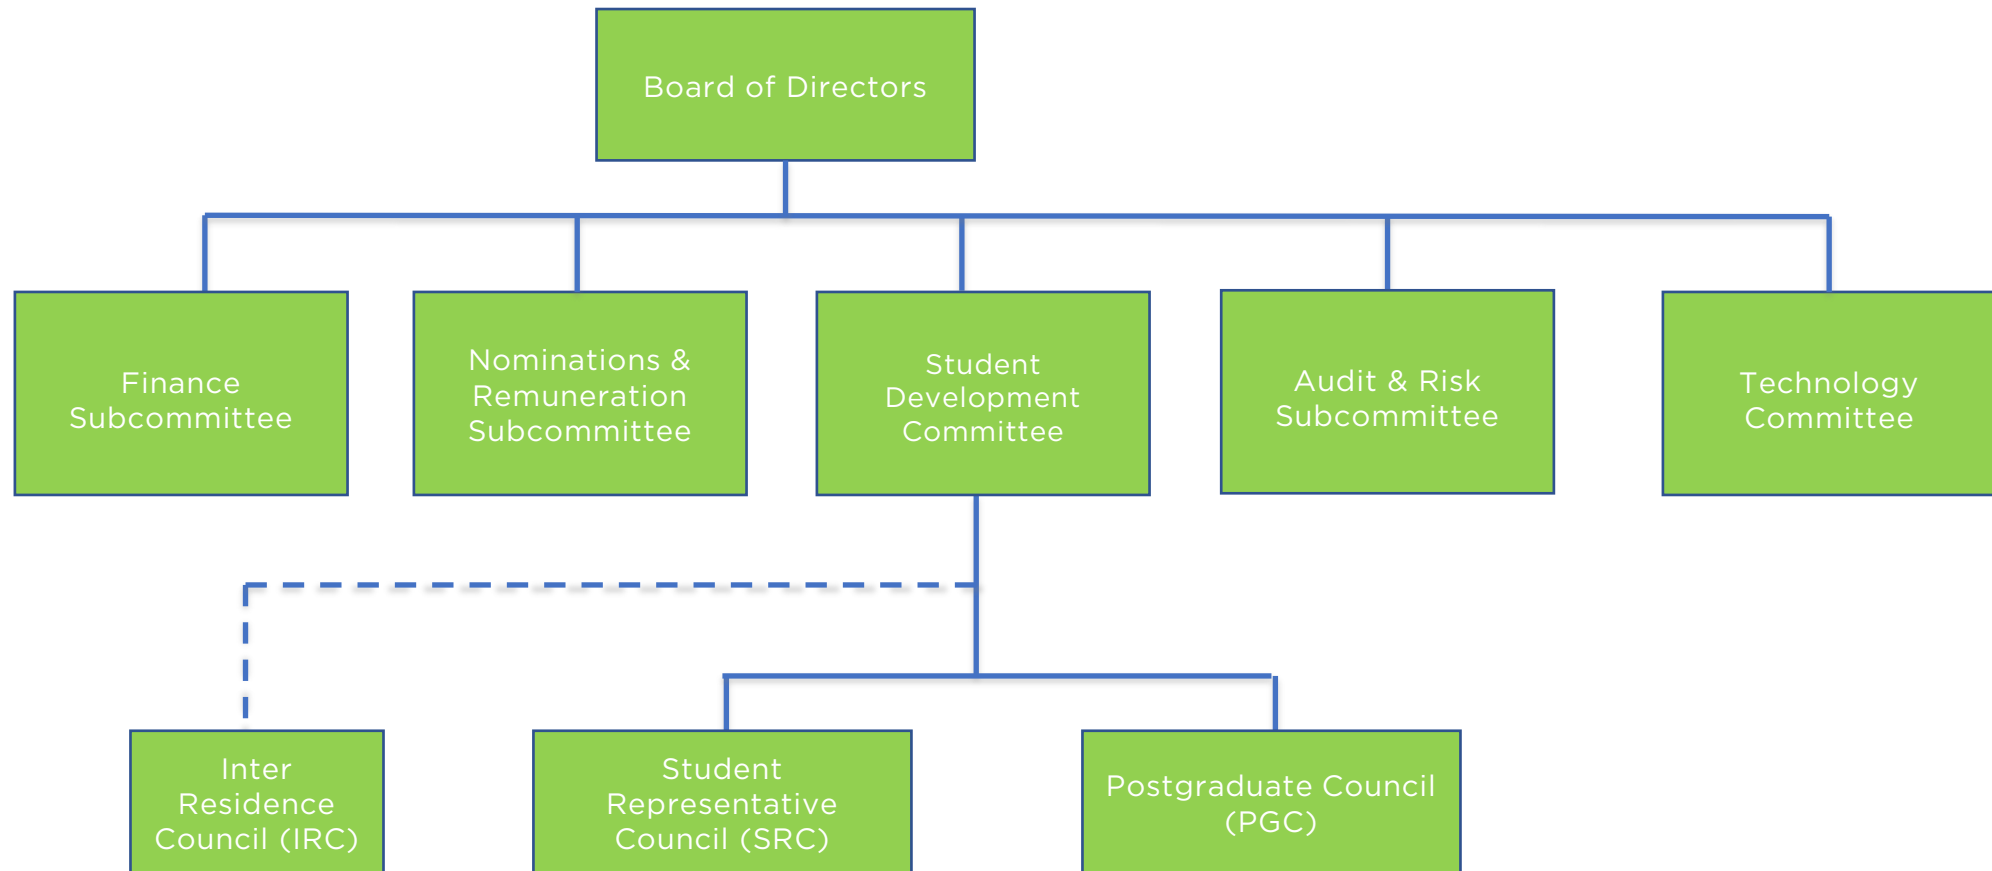 Board of Directors
Finance
Subcommittee
Nominations &
Remuneration
Subcommittee
Student
Development
Committee
Audit & Risk
Subcommittee
Technology
Committee
Inter
Residence
Council (IRC)
Student
Representative
Council (SRC)
Postgraduate Council
(PGC)